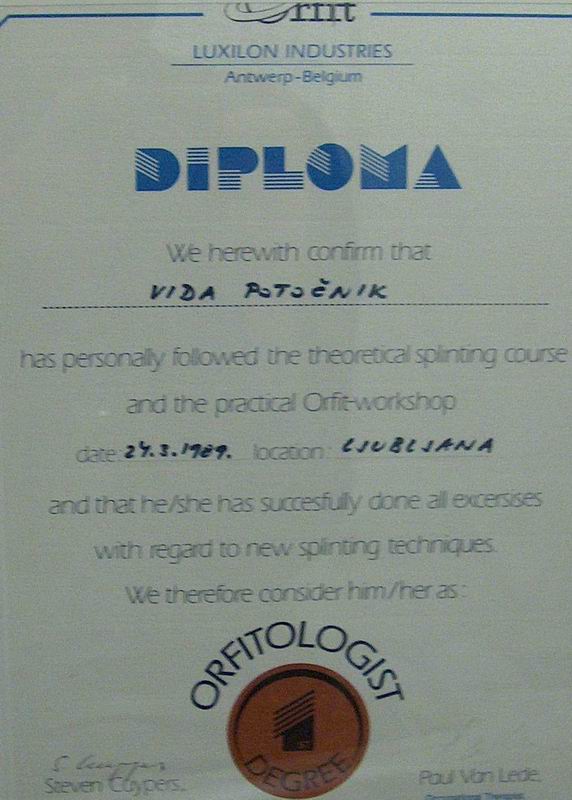 Orfit
LUXILON INDUSTRIES
Antwerp-Belgium
DIPLOMA
We herewith confirm that
VIDA POTOČNIK
has personally followed the theoretical splinting course
and the practical Orfit-workshop
date: 24.3.1989. location: LJUBLJANA
and that he/she has succesfully done all excersises
with regard to new splinting techniques.
We therefore consider him/her as:
ORFITOLOGIST
1
DEGREE
Steven Cuypers,
Paul Van Lede,
Occupational Therapist